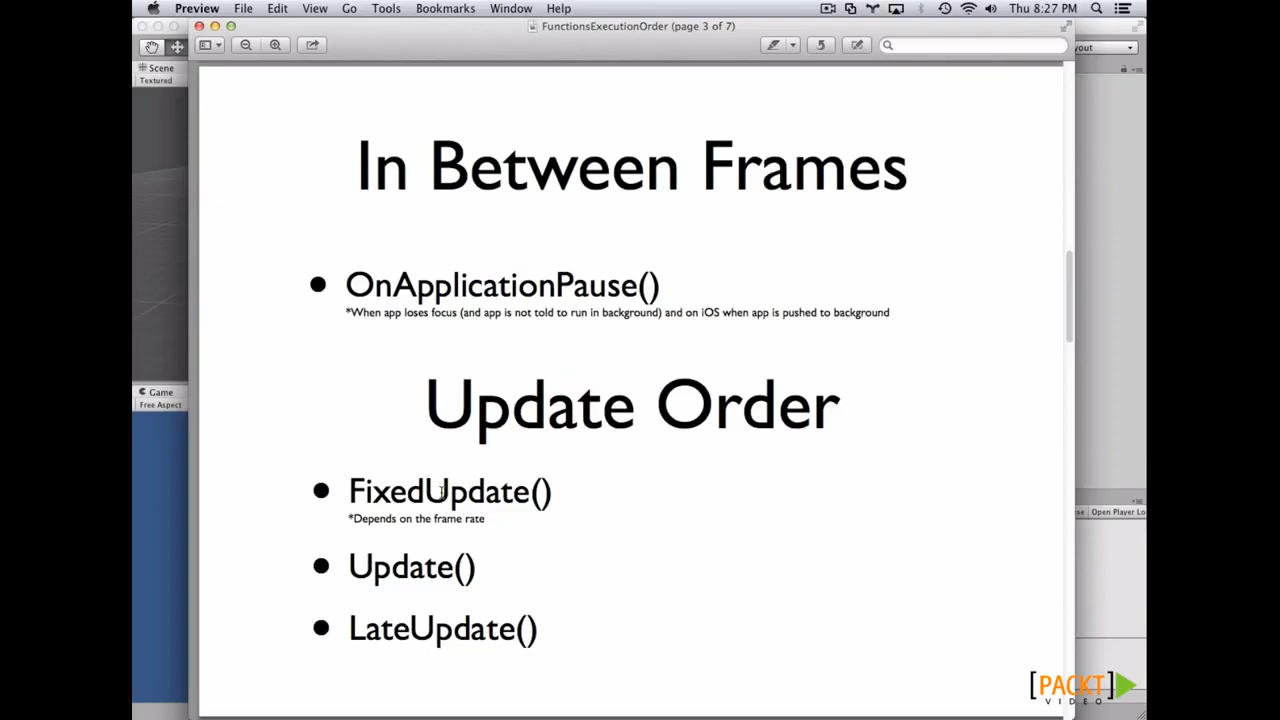 Preview File Edit View Go Tools Bookmarks Window Help Thu 8:27 PM
FunctionsExecutionOrder (page 3 of 7)
Scene
Textured
In Between Frames
• OnApplicationPause()
*When app loses focus (and app is not told to run in background) and on iOS when app is pushed to background
Update Order
Game
Free Aspect
• FixedUpdate()
*Depends on the frame rate
Open Player Lo
• Update()
• LateUpdate()
[PACKT]
VIDEO